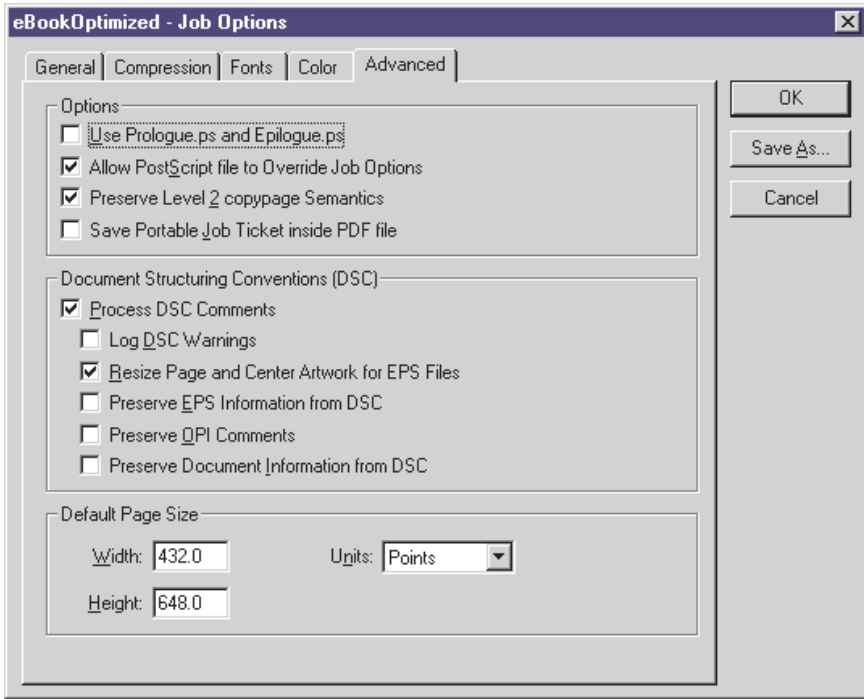 eBookOptimized - Job Options
General Compression Fonts Color Advanced
Options
Use Prologue.ps and Epilogue.ps
Allow PostScript file to Override Job Options
Preserve Level 2 copypage Semantics
Save Portable Job Ticket inside PDF file
Document Structuring Conventions (DSC)
Process DSC Comments
Log DSC Warnings
Resize Page and Center Artwork for EPS Files
Preserve EPS Information from DSC
Preserve OPI Comments
Preserve Document Information from DSC
Default Page Size
Width: 432.0 Units: Points
Height: 648.0
OK
Save As...
Cancel